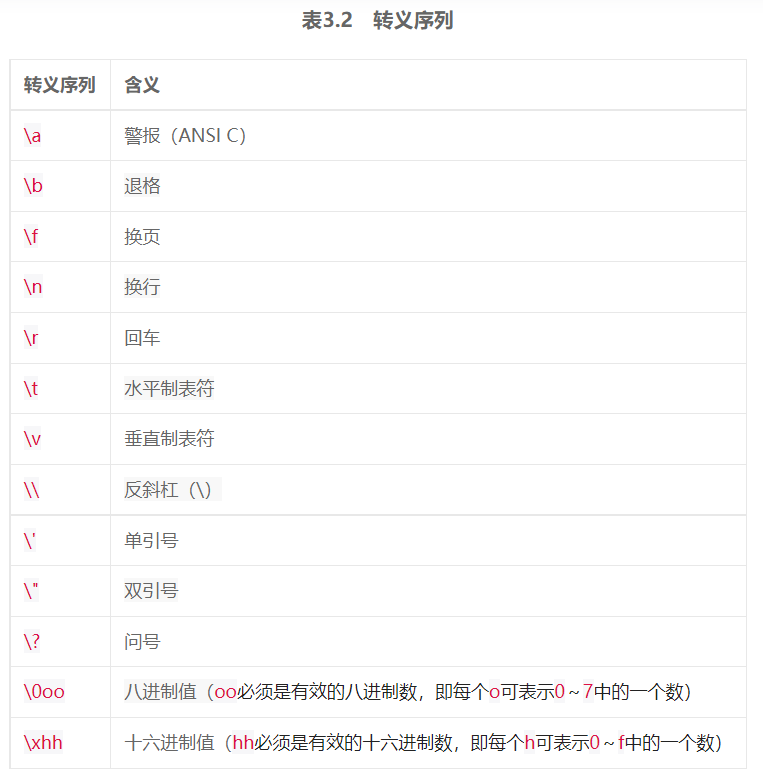 表3.2 转义序列
转义序列 含义
\a 警报（ANSI C）
\b 退格
\f 换页
\n 换行
\r 回车
\t 水平制表符
\v 垂直制表符
\\ 反斜杠（\）
\' 单引号
\" 双引号
\? 问号
\0oo 八进制值（oo必须是有效的八进制数，即每个o可表示0～7中的一个数）
\xhh 十六进制值（hh必须是有效的十六进制数，即每个h可表示0～f中的一个数）